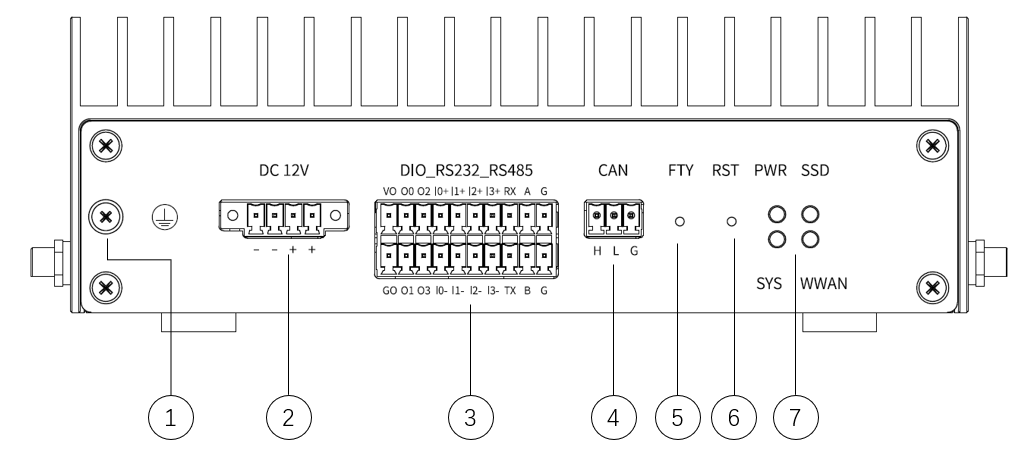 DC 12V
DIO_RS232_RS485
CAN
FTY
RST
PWR
SSD
VO O0 O2 I0+ I1+ I2+ I3+ RX A G
- - + +
H L G
GO O1 O3 I0- I1- I2- I3- TX B G
SYS
WWAN
1
2
3
4
5
6
7